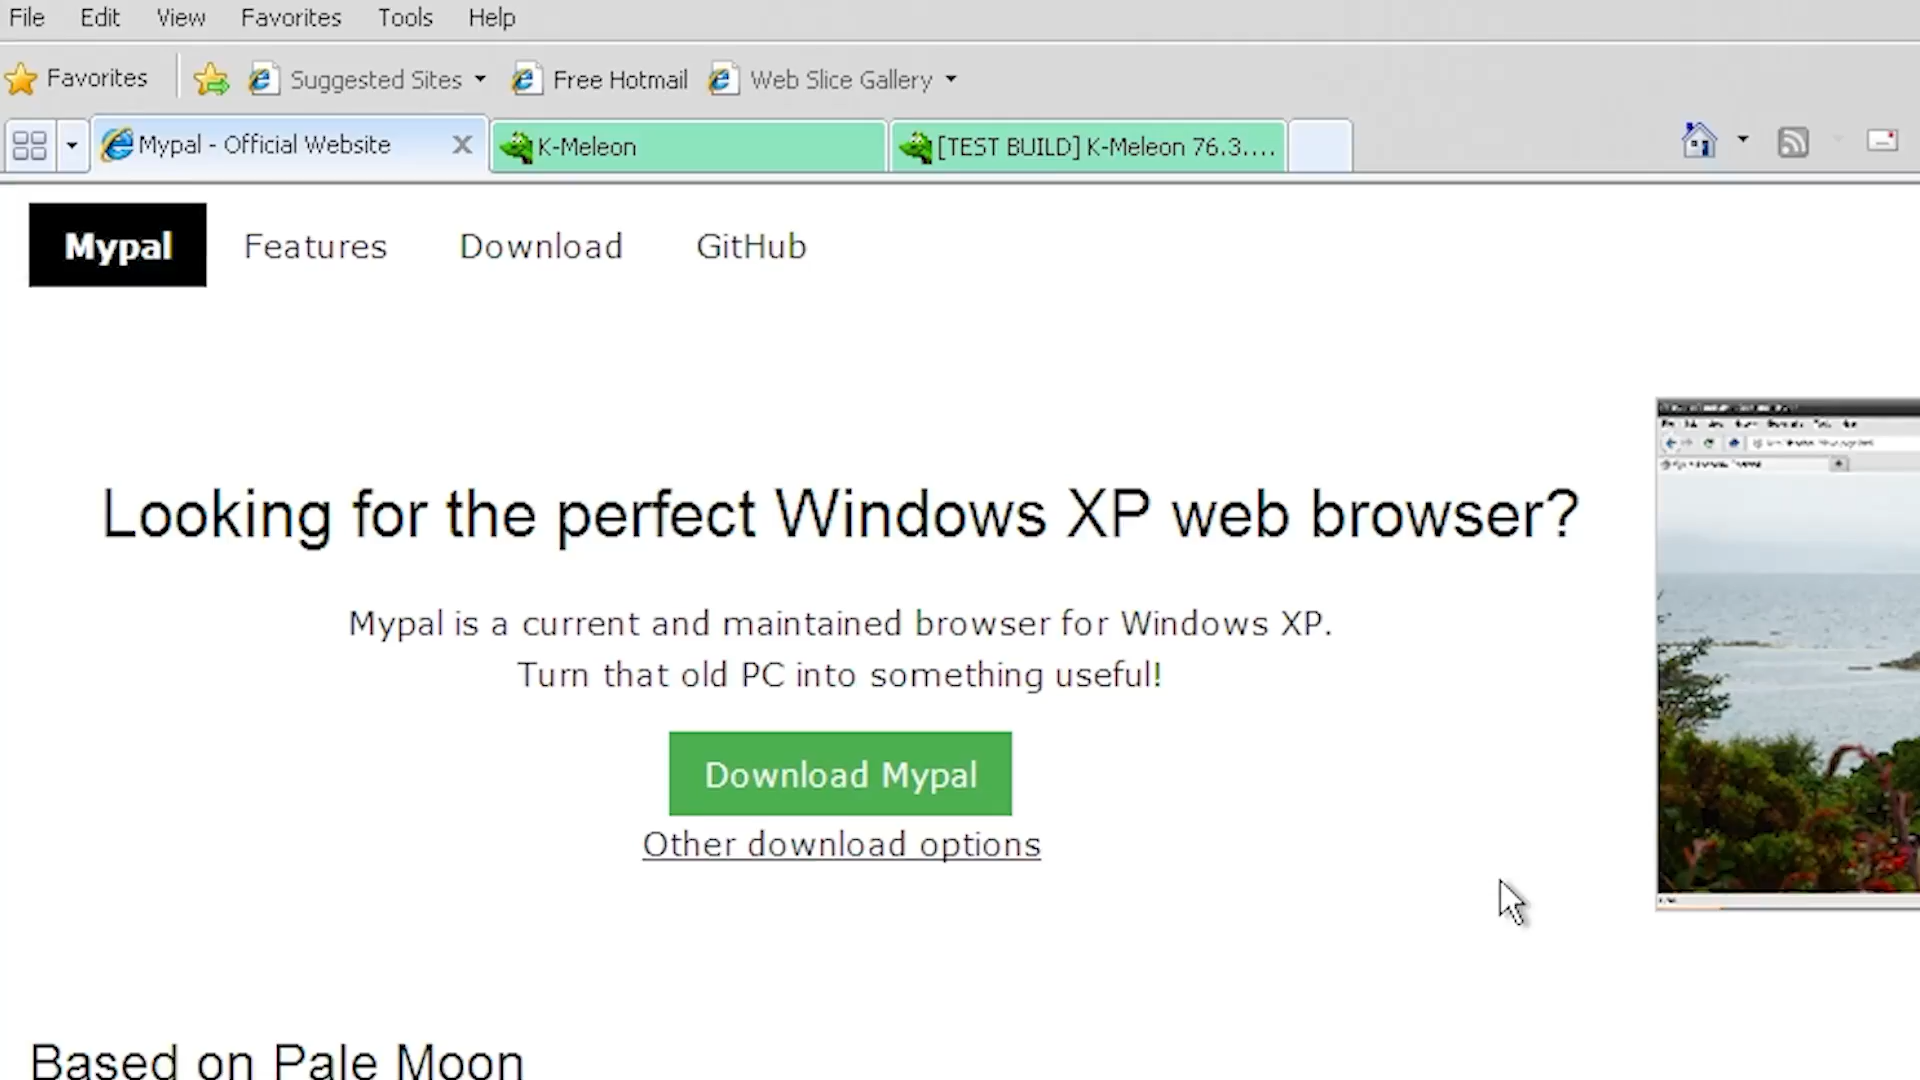 File Edit View Favorites Tools Help
Favorites Suggested Sites Free Hotmail Web Slice Gallery
Mypal - Official Website K-Meleon [TEST BUILD] K-Meleon 76.3....
Mypal Features Download GitHub
Looking for the perfect Windows XP web browser?
Mypal is a current and maintained browser for Windows XP.
Turn that old PC into something useful!
Download Mypal
Other download options
Based on Pale Moon